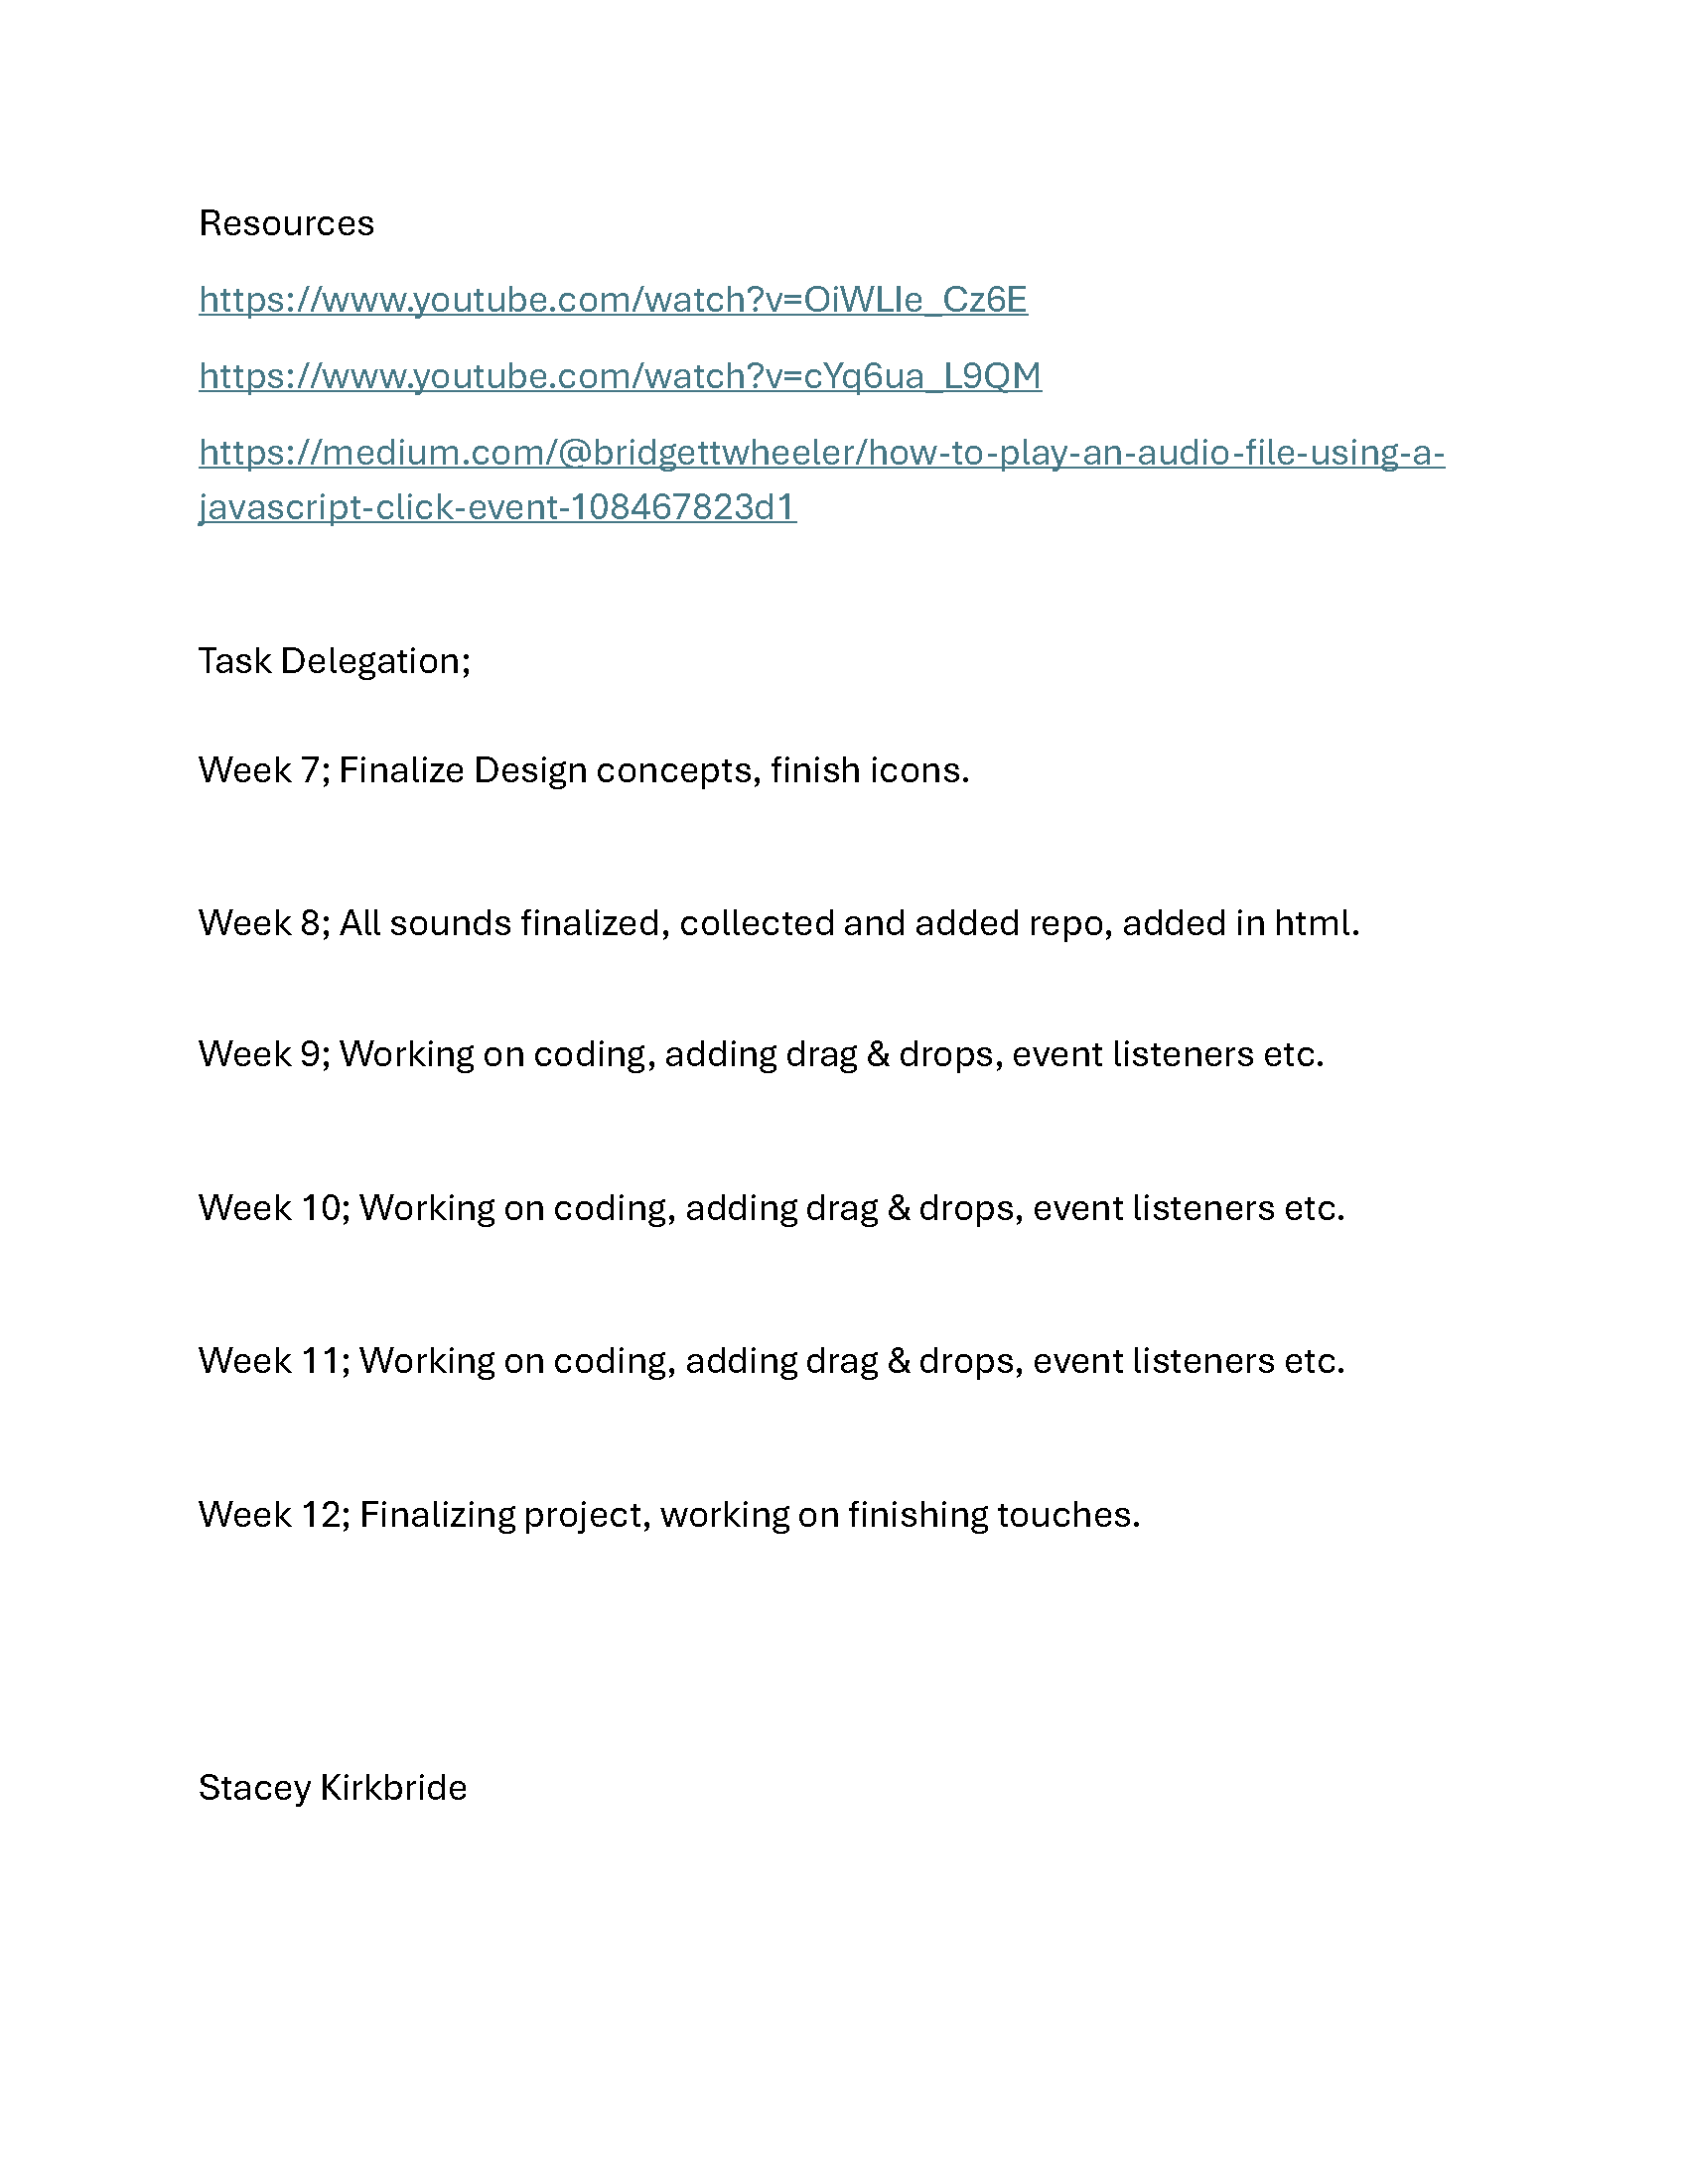 Resources
https://www.youtube.com/watch?v=OiWLIe_Cz6E
https://www.youtube.com/watch?v=cYq6ua_L9QM
https://medium.com/@bridgettwheeler/how-to-play-an-audio-file-using-a-
javascript-click-event-108467823d1
Task Delegation;
Week 7; Finalize Design concepts, finish icons.
Week 8; All sounds finalized, collected and added repo, added in html.
Week 9; Working on coding, adding drag & drops, event listeners etc.
Week 10; Working on coding, adding drag & drops, event listeners etc.
Week 11; Working on coding, adding drag & drops, event listeners etc.
Week 12; Finalizing project, working on finishing touches.
Stacey Kirkbride